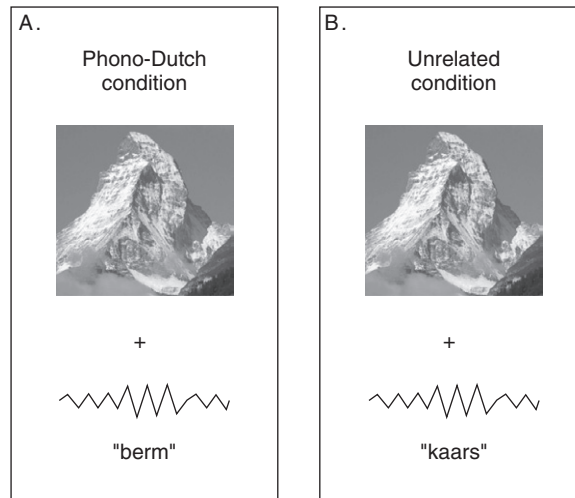 A.
Phono-Dutch
condition
+
"berm"
B.
Unrelated
condition
+
"kaars"